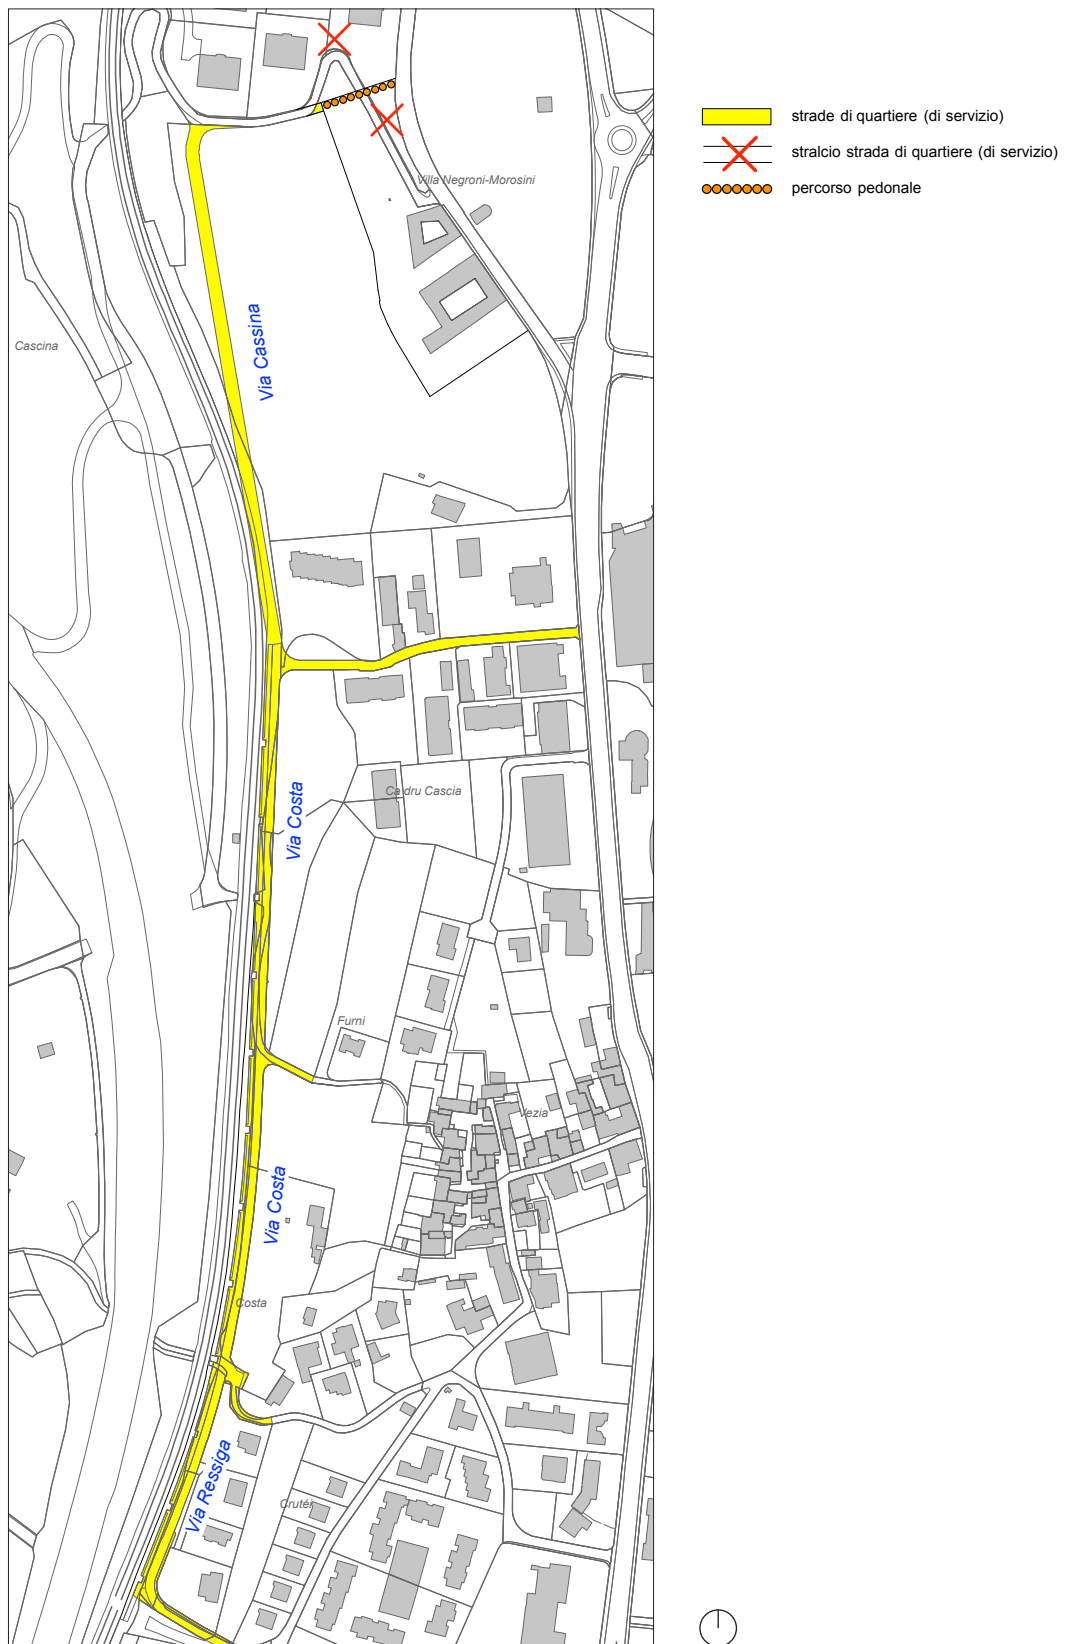 strade di quartiere (di servizio)
stralcio strada di quartiere (di servizio)
percorso pedonale
Villa Negroni-Morosini
Via Cassina
Cascina
Via Costa
Ca dru Cascia
Furni
Vezia
Via Costa
Costa
Via Ressiga
Crutèi